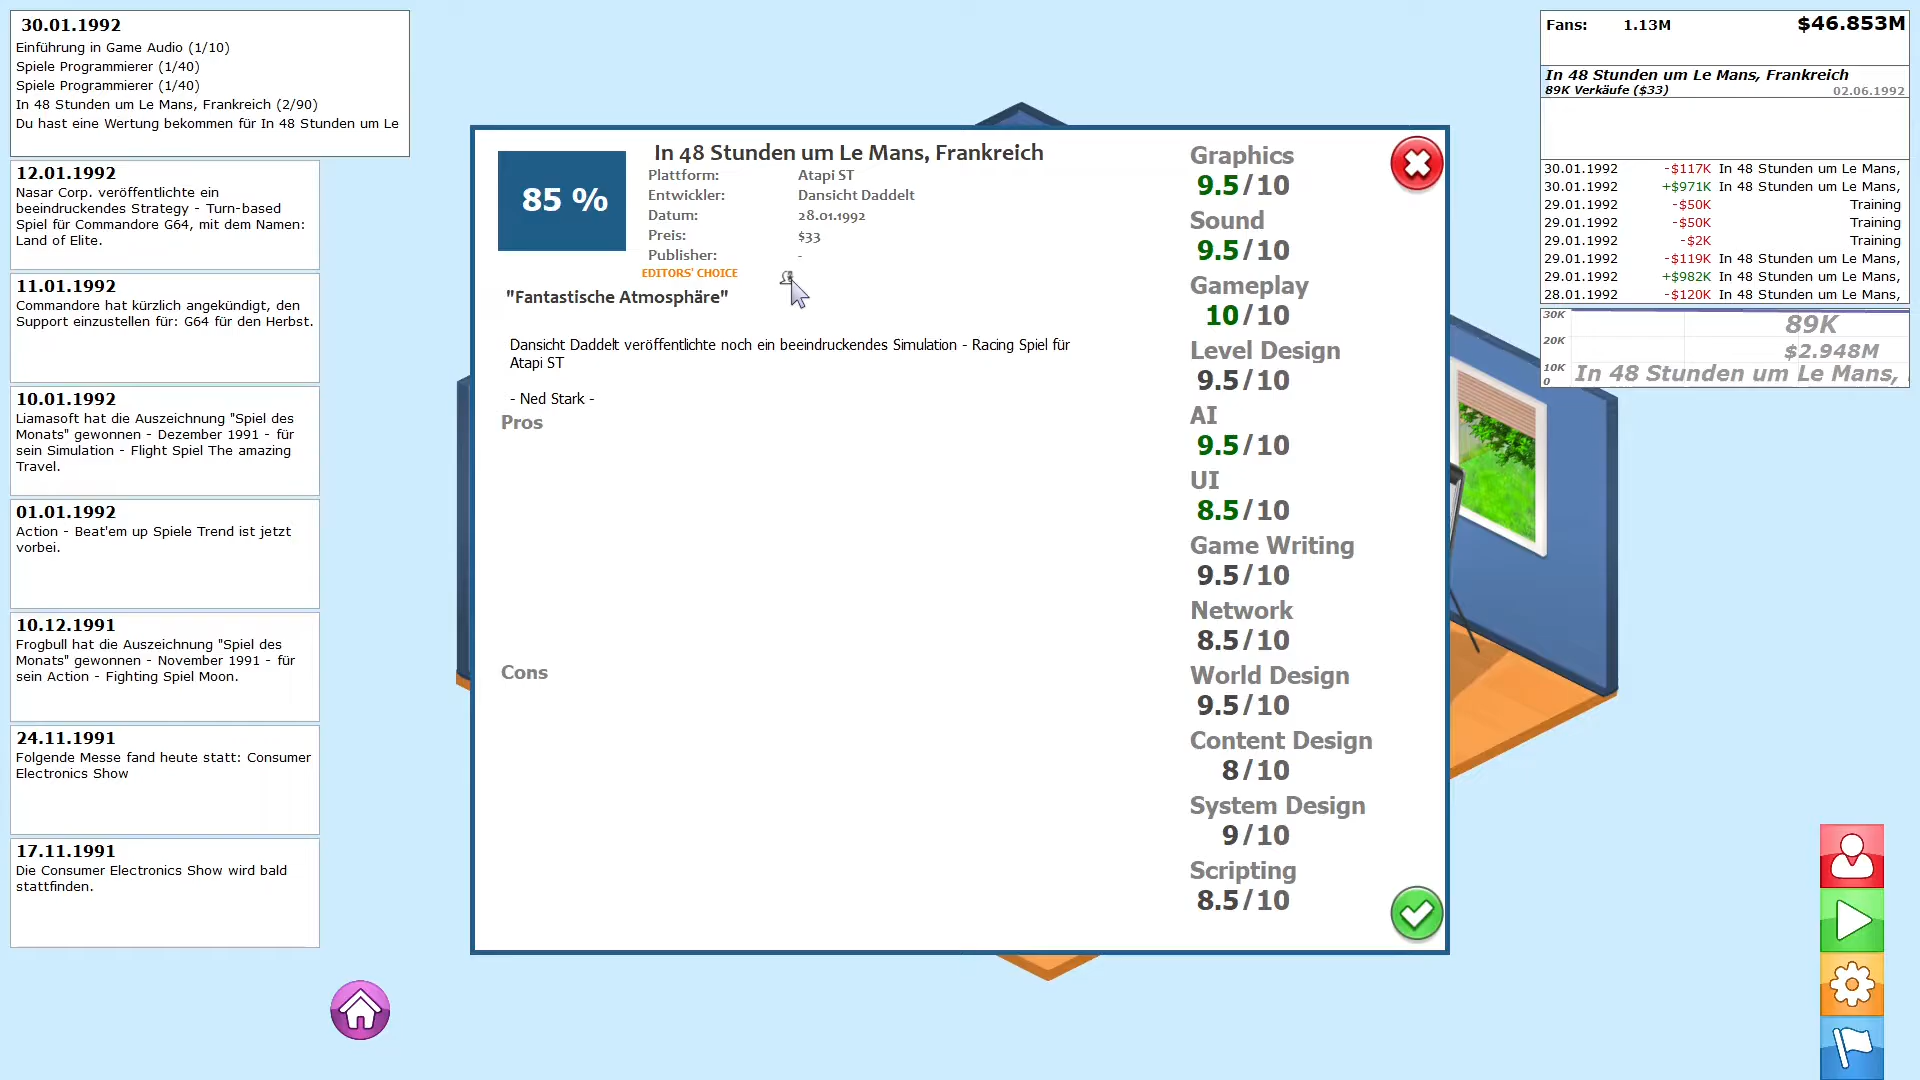 30.01.1992
Einführung in Game Audio (1/10)
Spiele Programmierer (1/40)
Spiele Programmierer (1/40)
In 48 Stunden um Le Mans, Frankreich (2/90)
Du hast eine Wertung bekommen für In 48 Stunden um Le
12.01.1992
Nasar Corp. veröffentlichte ein
beeindruckendes Strategy - Turn-based
Spiel für Commandore G64, mit dem Namen:
Land of Elite.
11.01.1992
Commandore hat kürzlich angekündigt, den
Support einzustellen für: G64 für den Herbst.
10.01.1992
Liamasoft hat die Auszeichnung "Spiel des
Monats" gewonnen - Dezember 1991 - für
sein Simulation - Flight Spiel The amazing
Travel.
01.01.1992
Action - Beat'em up Spiele Trend ist jetzt
vorbei.
10.12.1991
Frogbull hat die Auszeichnung "Spiel des
Monats" gewonnen - November 1991 - für
sein Action - Fighting Spiel Moon.
24.11.1991
Folgende Messe fand heute statt: Consumer
Electronics Show
17.11.1991
Die Consumer Electronics Show wird bald
stattfinden.
85 %
In 48 Stunden um Le Mans, Frankreich
Plattform: Atapi ST
Entwickler: Dansicht Daddelt
Datum: 28.01.1992
Preis: $33
Publisher: -
EDITORS' CHOICE
"Fantastische Atmosphäre"
Dansicht Daddelt veröffentlichte noch ein beeindruckendes Simulation - Racing Spiel für
Atapi ST
- Ned Stark -
Pros
Cons
Graphics
9.5/10
Sound
9.5/10
Gameplay
10/10
Level Design
9.5/10
AI
9.5/10
UI
8.5/10
Game Writing
9.5/10
Network
8.5/10
World Design
9.5/10
Content Design
8/10
System Design
9/10
Scripting
8.5/10
Fans: 1.13M $46.853M
In 48 Stunden um Le Mans, Frankreich
89K Verkäufe ($33) 02.06.1992
30.01.1992 -$117K In 48 Stunden um Le Mans,
30.01.1992 +$971K In 48 Stunden um Le Mans,
29.01.1992 -$50K Training
29.01.1992 -$50K Training
29.01.1992 -$2K Training
29.01.1992 -$119K In 48 Stunden um Le Mans,
29.01.1992 +$982K In 48 Stunden um Le Mans,
28.01.1992 -$120K In 48 Stunden um Le Mans,
30K
20K
10K
0
89K
$2.948M
In 48 Stunden um Le Mans,